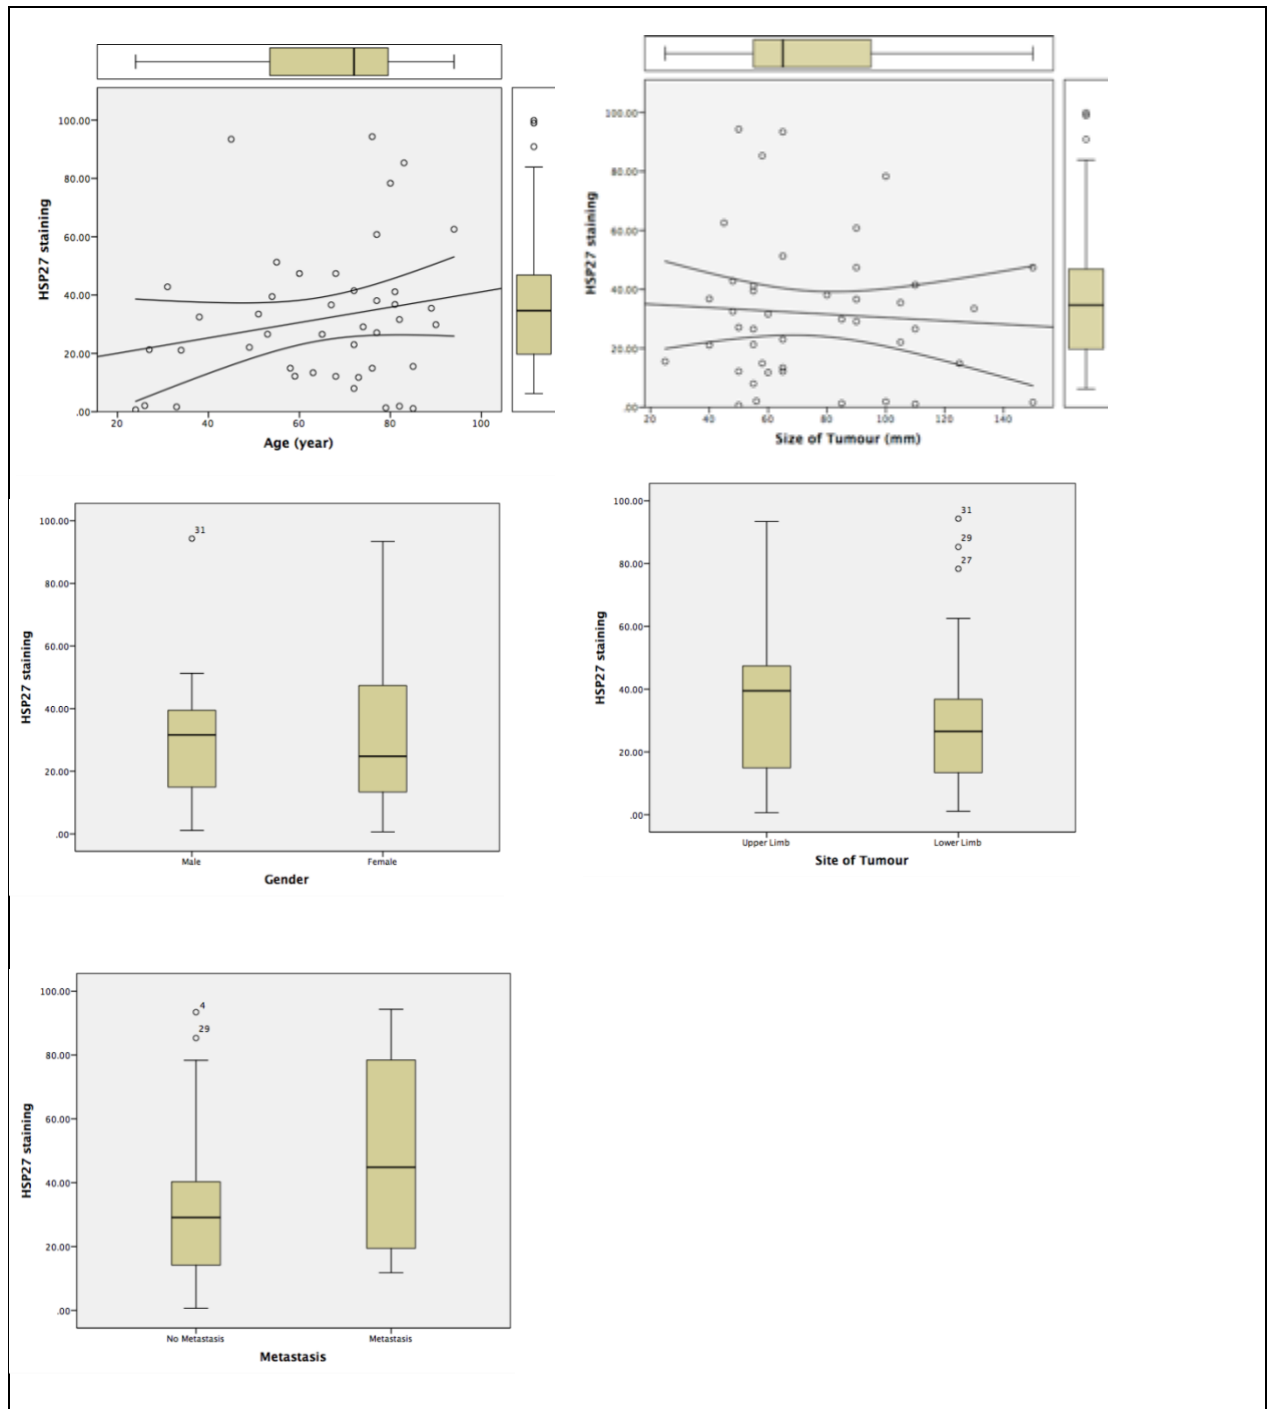 100.00
80.00
60.00
40.00
20.00
.00
HSP27 staining
20 40 60 80 100
Age (year)
100.00
80.00
60.00
40.00
20.00
.00
HSP27 staining
20 40 60 80 100 120 140
Size of Tumour (mm)
100.00
80.00
60.00
40.00
20.00
.00
HSP27 staining
31
Male Female
Gender
100.00
80.00
60.00
40.00
20.00
.00
HSP27 staining
31
29
27
Upper Limb Lower Limb
Site of Tumour
100.00
80.00
60.00
40.00
20.00
.00
HSP27 staining
4
29
No Metastasis Metastasis
Metastasis